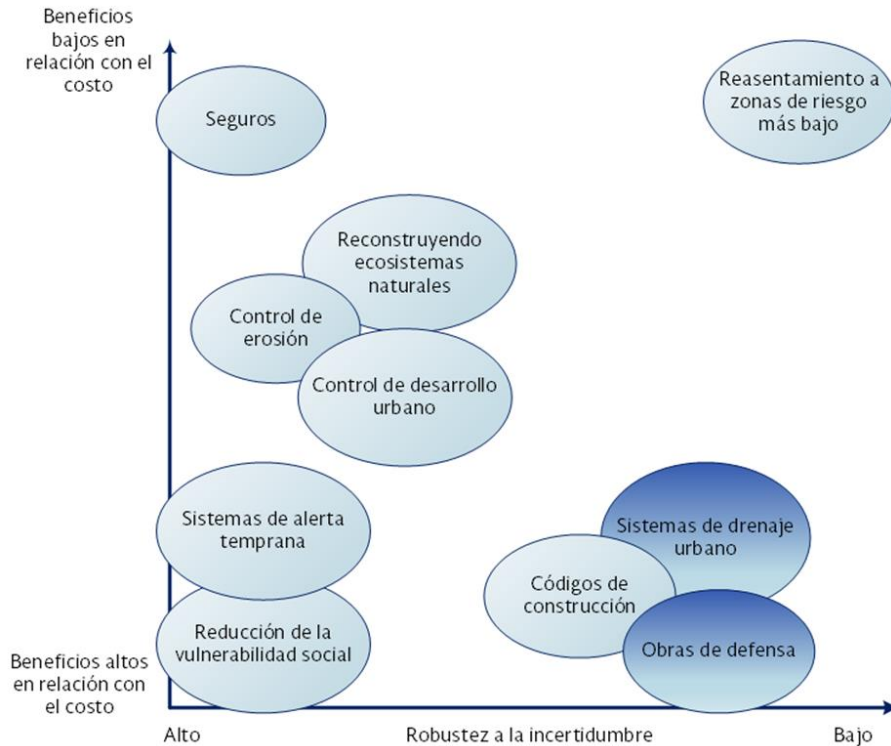 Beneficios
bajos en
relación con el
costo
Seguros
Reasentamiento a
zonas de riesgo
más bajo
Reconstruyendo
ecosistemas
naturales
Control de
erosión
Control de desarrollo
urbano
Sistemas de alerta
temprana
Sistemas de drenaje
urbano
Códigos de
construcción
Reducción de la
vulnerabilidad social
Obras de defensa
Beneficios altos
en relación con
el costo
Alto
Robustez a la incertidumbre
Bajo